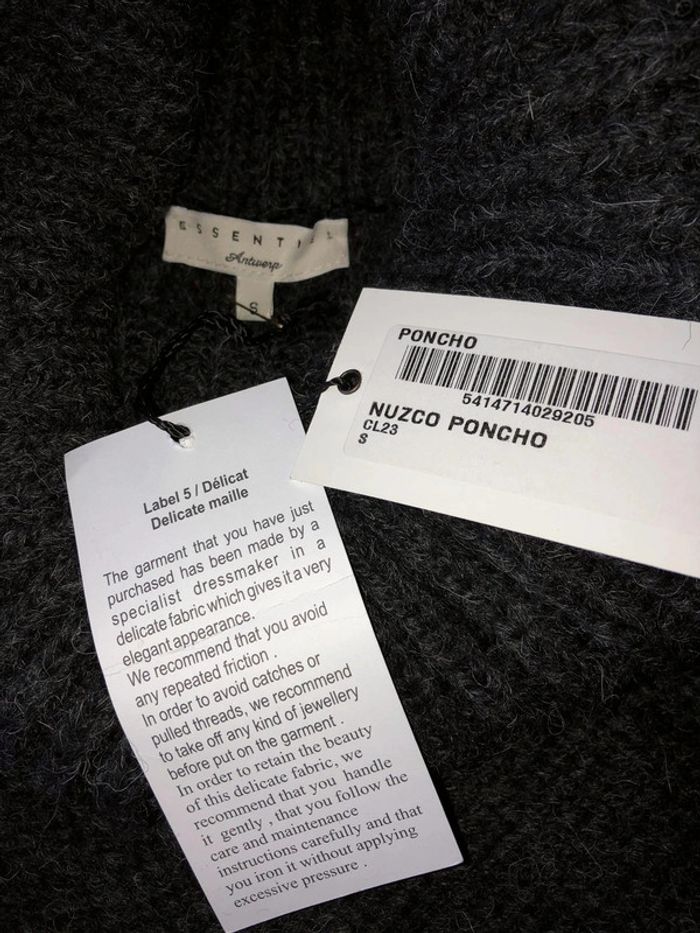 ESSENTIEL
Antwerp
S
PONCHO
5414714029205
NUZCO PONCHO
CL23
S
Label 5 / Délicat
Delicate maille
The garment that you have just
purchased has been made by a
specialist dressmaker in a
delicate fabric which gives it a very
elegant appearance.
We recommend that you avoid
any repeated friction .
In order to avoid catches or
pulled threads, we recommend
to take off any kind of jewellery
before put on the garment .
In order to retain the beauty
of this delicate fabric, we
recommend that you handle
it gently , that you follow the
care and maintenance
instructions carefully and that
you iron it without applying
excessive pressure .